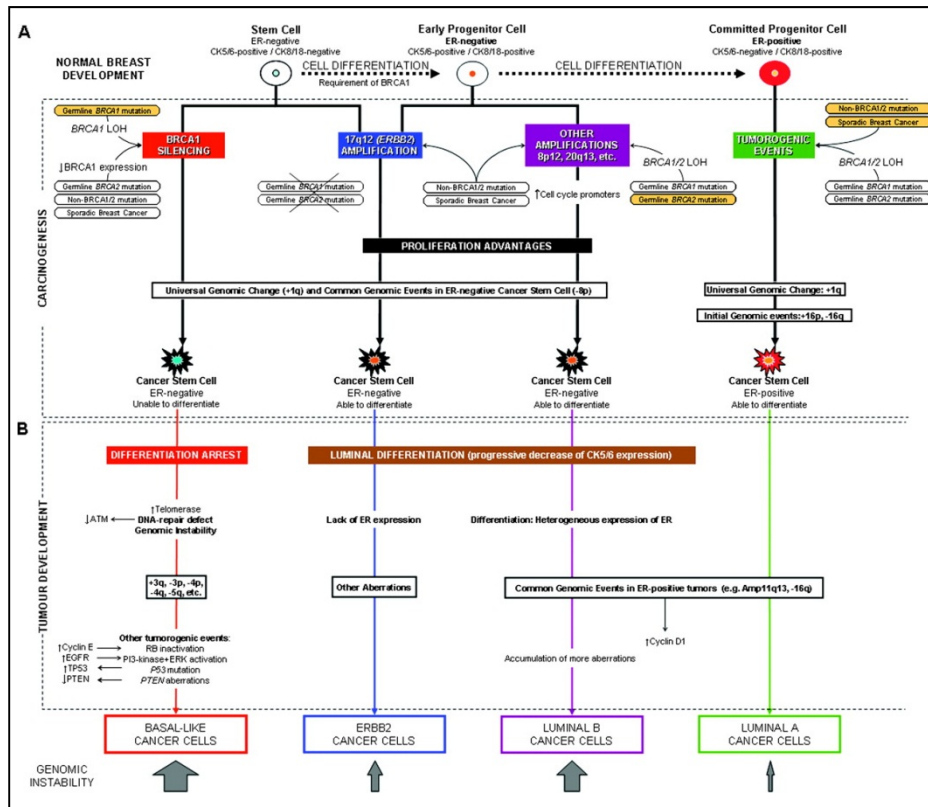 A
Stem Cell
ER-negative
CK5/6-positive / CK8/18-negative
Early Progenitor Cell
ER-negative
CK5/6-positive / CK8/18-positive
Committed Progenitor Cell
ER-positive
CK5/6-negative / CK8/18-positive
NORMAL BREAST
DEVELOPMENT
CELL DIFFERENTIATION
Requirement of BRCA1
CELL DIFFERENTIATION
CARCINOGENESIS
Germline BRCA1 mutation
BRCA1 LOH
↓BRCA1 expression
Germline BRCA2 mutation
Non-BRCA1/2 mutation
Sporadic Breast Cancer
BRCA1
SILENCING
17q12 (ERBB2)
AMPLIFICATION
Germline BRCA1 mutation
Germline BRCA2 mutation
OTHER
AMPLIFICATIONS
8p12, 20q13, etc.
Non-BRCA1/2 mutation
Sporadic Breast Cancer
↑Cell cycle promoters
BRCA1/2 LOH
Germline BRCA1 mutation
Germline BRCA2 mutation
TUMOROGENIC
EVENTS
Non-BRCA1/2 mutation
Sporadic Breast Cancer
BRCA1/2 LOH
Germline BRCA1 mutation
Germline BRCA2 mutation
PROLIFERATION ADVANTAGES
Universal Genomic Change (+1q) and Common Genomic Events in ER-negative Cancer Stem Cell (-8p)
Universal Genomic Change: +1q
Initial Genomic events:+16p, -16q
Cancer Stem Cell
ER-negative
Unable to differentiate
Cancer Stem Cell
ER-negative
Able to differentiate
Cancer Stem Cell
ER-negative
Able to differentiate
Cancer Stem Cell
ER-positive
Able to differentiate
B
TUMOUR DEVELOPMENT
DIFFERENTIATION ARREST
LUMINAL DIFFERENTIATION (progressive decrease of CK5/6 expression)
↑Telomerase
↓ATM
DNA-repair defect
Genomic Instability
Lack of ER expression
Differentiation: Heterogeneous expression of ER
+3q, -3p, -4p,
-4q, -5q, etc.
Other Aberrations
Common Genomic Events in ER-positive tumors (e.g. Amp11q13, -16q)
↑Cyclin D1
Other tumorogenic events:
↑Cyclin E
RB inactivation
↑EGFR
PI3-kinase+ERK activation
↑TP53
P53 mutation
↓PTEN
PTEN aberrations
Accumulation of more aberrations
BASAL-LIKE
CANCER CELLS
ERBB2
CANCER CELLS
LUMINAL B
CANCER CELLS
LUMINAL A
CANCER CELLS
GENOMIC
INSTABILITY